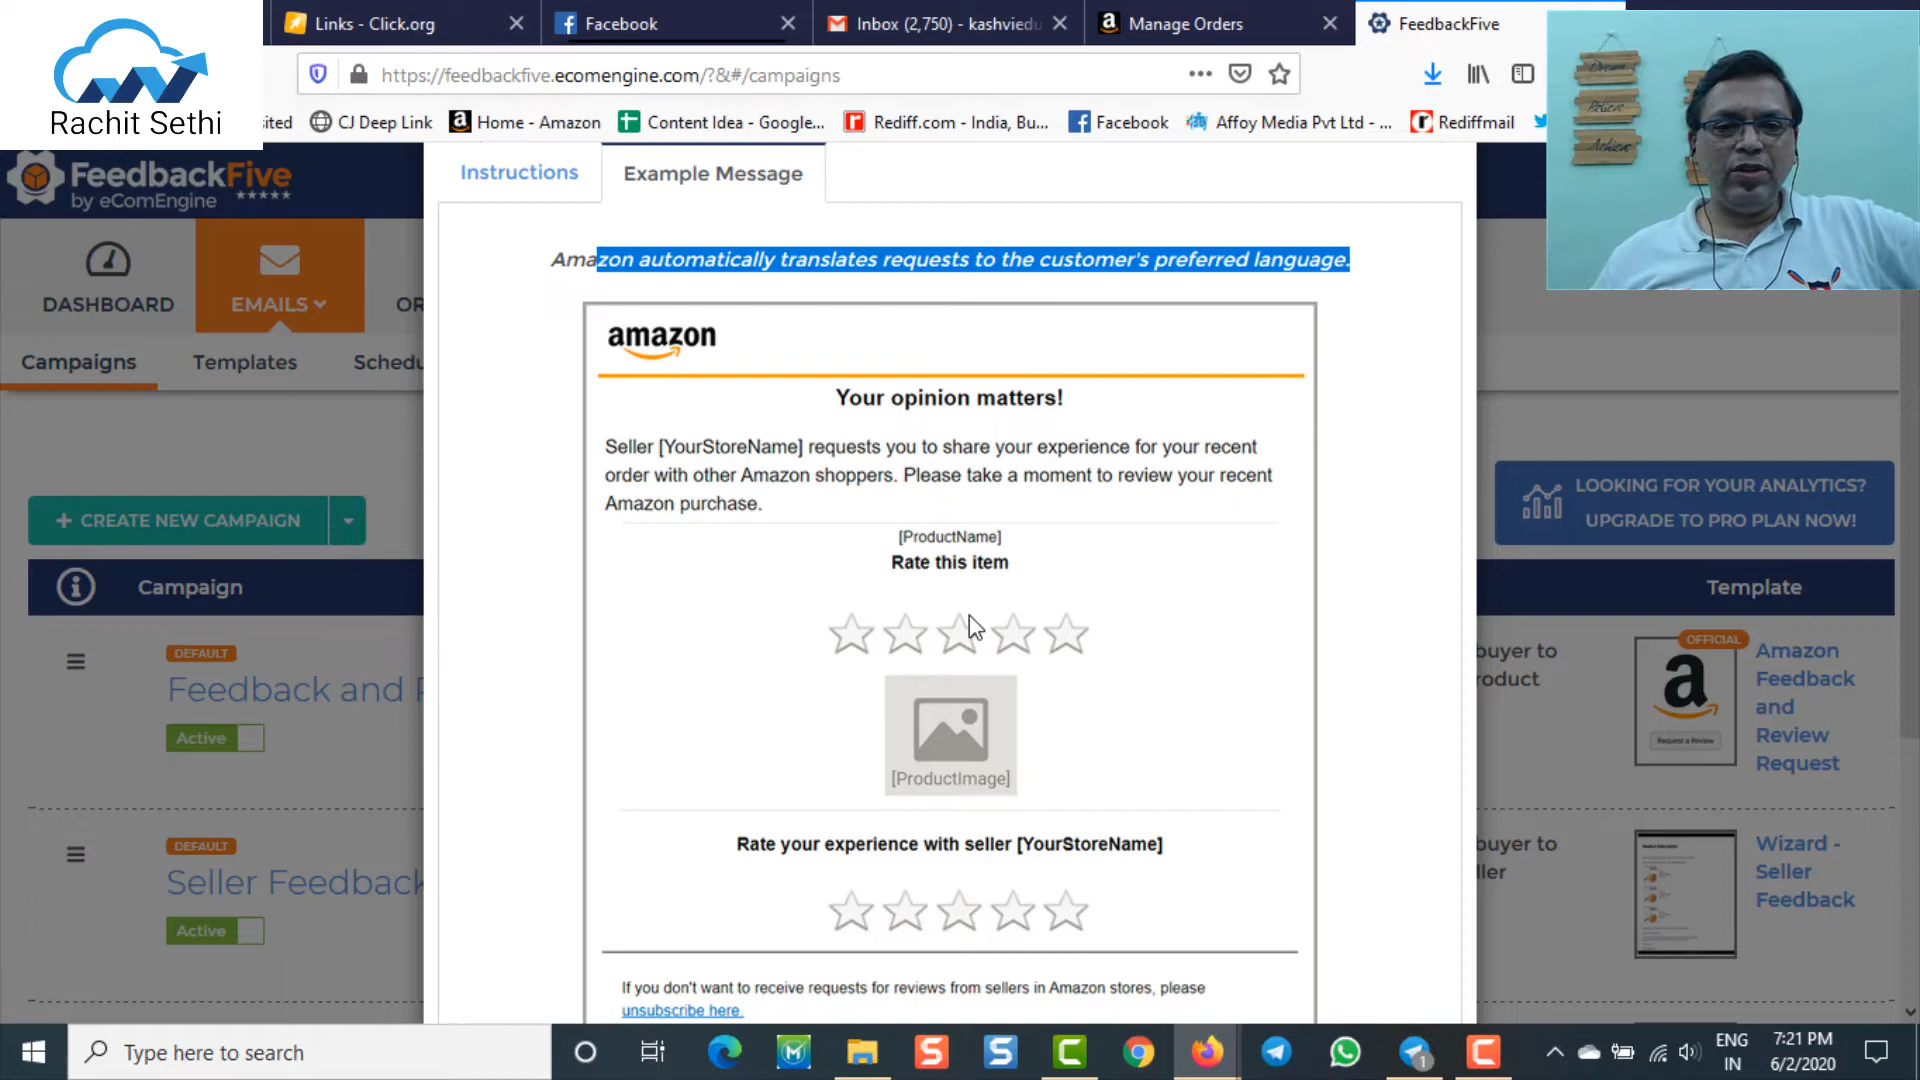 Links - Click.org
Facebook
Inbox (2,750) - kashviedu
Manage Orders
FeedbackFive
https://feedbackfive.ecomengine.com/?&#/campaigns
Rachit Sethi
isited
CJ Deep Link
Home - Amazon
Content Idea - Google...
Rediff.com - India, Bu...
Facebook
Affoy Media Pvt Ltd - ...
Rediffmail
Dream
Believe
Achieve
FeedbackFive
by eComEngine
DASHBOARD
EMAILS
OR
Campaigns
Templates
Schedu
Instructions
Example Message
Amazon automatically translates requests to the customer's preferred language.
amazon
Your opinion matters!
Seller [YourStoreName] requests you to share your experience for your recent
order with other Amazon shoppers. Please take a moment to review your recent
Amazon purchase.
[ProductName]
Rate this item
[ProductImage]
Rate your experience with seller [YourStoreName]
If you don't want to receive requests for reviews from sellers in Amazon stores, please
unsubscribe here.
+ CREATE NEW CAMPAIGN
LOOKING FOR YOUR ANALYTICS?
UPGRADE TO PRO PLAN NOW!
Campaign
Template
DEFAULT
Feedback and P
Active
buyer to
roduct
OFFICIAL
a
Request a Review
Amazon
Feedback
and
Review
Request
DEFAULT
Seller Feedback
Active
buyer to
ller
Wizard -
Seller
Feedback
Type here to search
1
ENG
IN
7:21 PM
6/2/2020